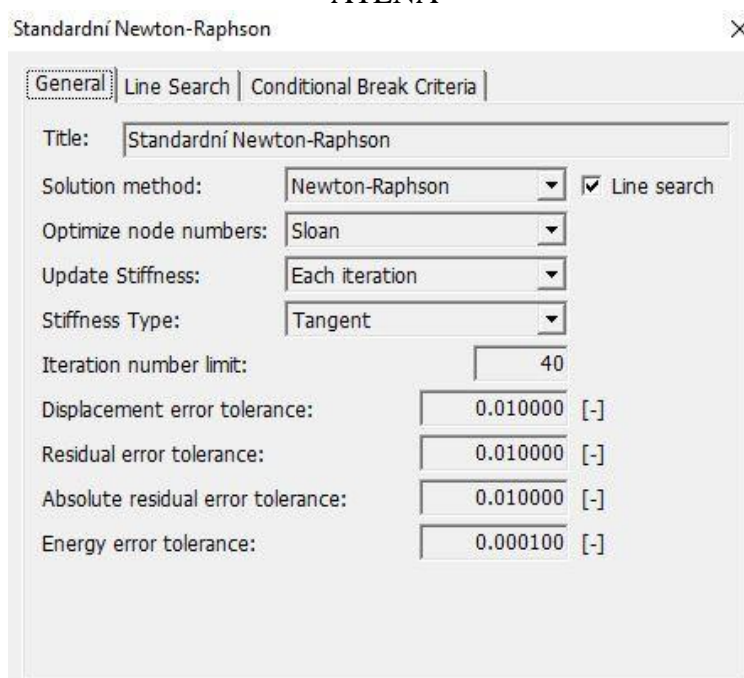 ATENA
Standardní Newton-Raphson
General Line Search Conditional Break Criteria
Title: Standardní Newton-Raphson
Solution method: Newton-Raphson Line search
Optimize node numbers: Sloan
Update Stiffness: Each iteration
Stiffness Type: Tangent
Iteration number limit: 40
Displacement error tolerance: 0.010000 [-]
Residual error tolerance: 0.010000 [-]
Absolute residual error tolerance: 0.010000 [-]
Energy error tolerance: 0.000100 [-]